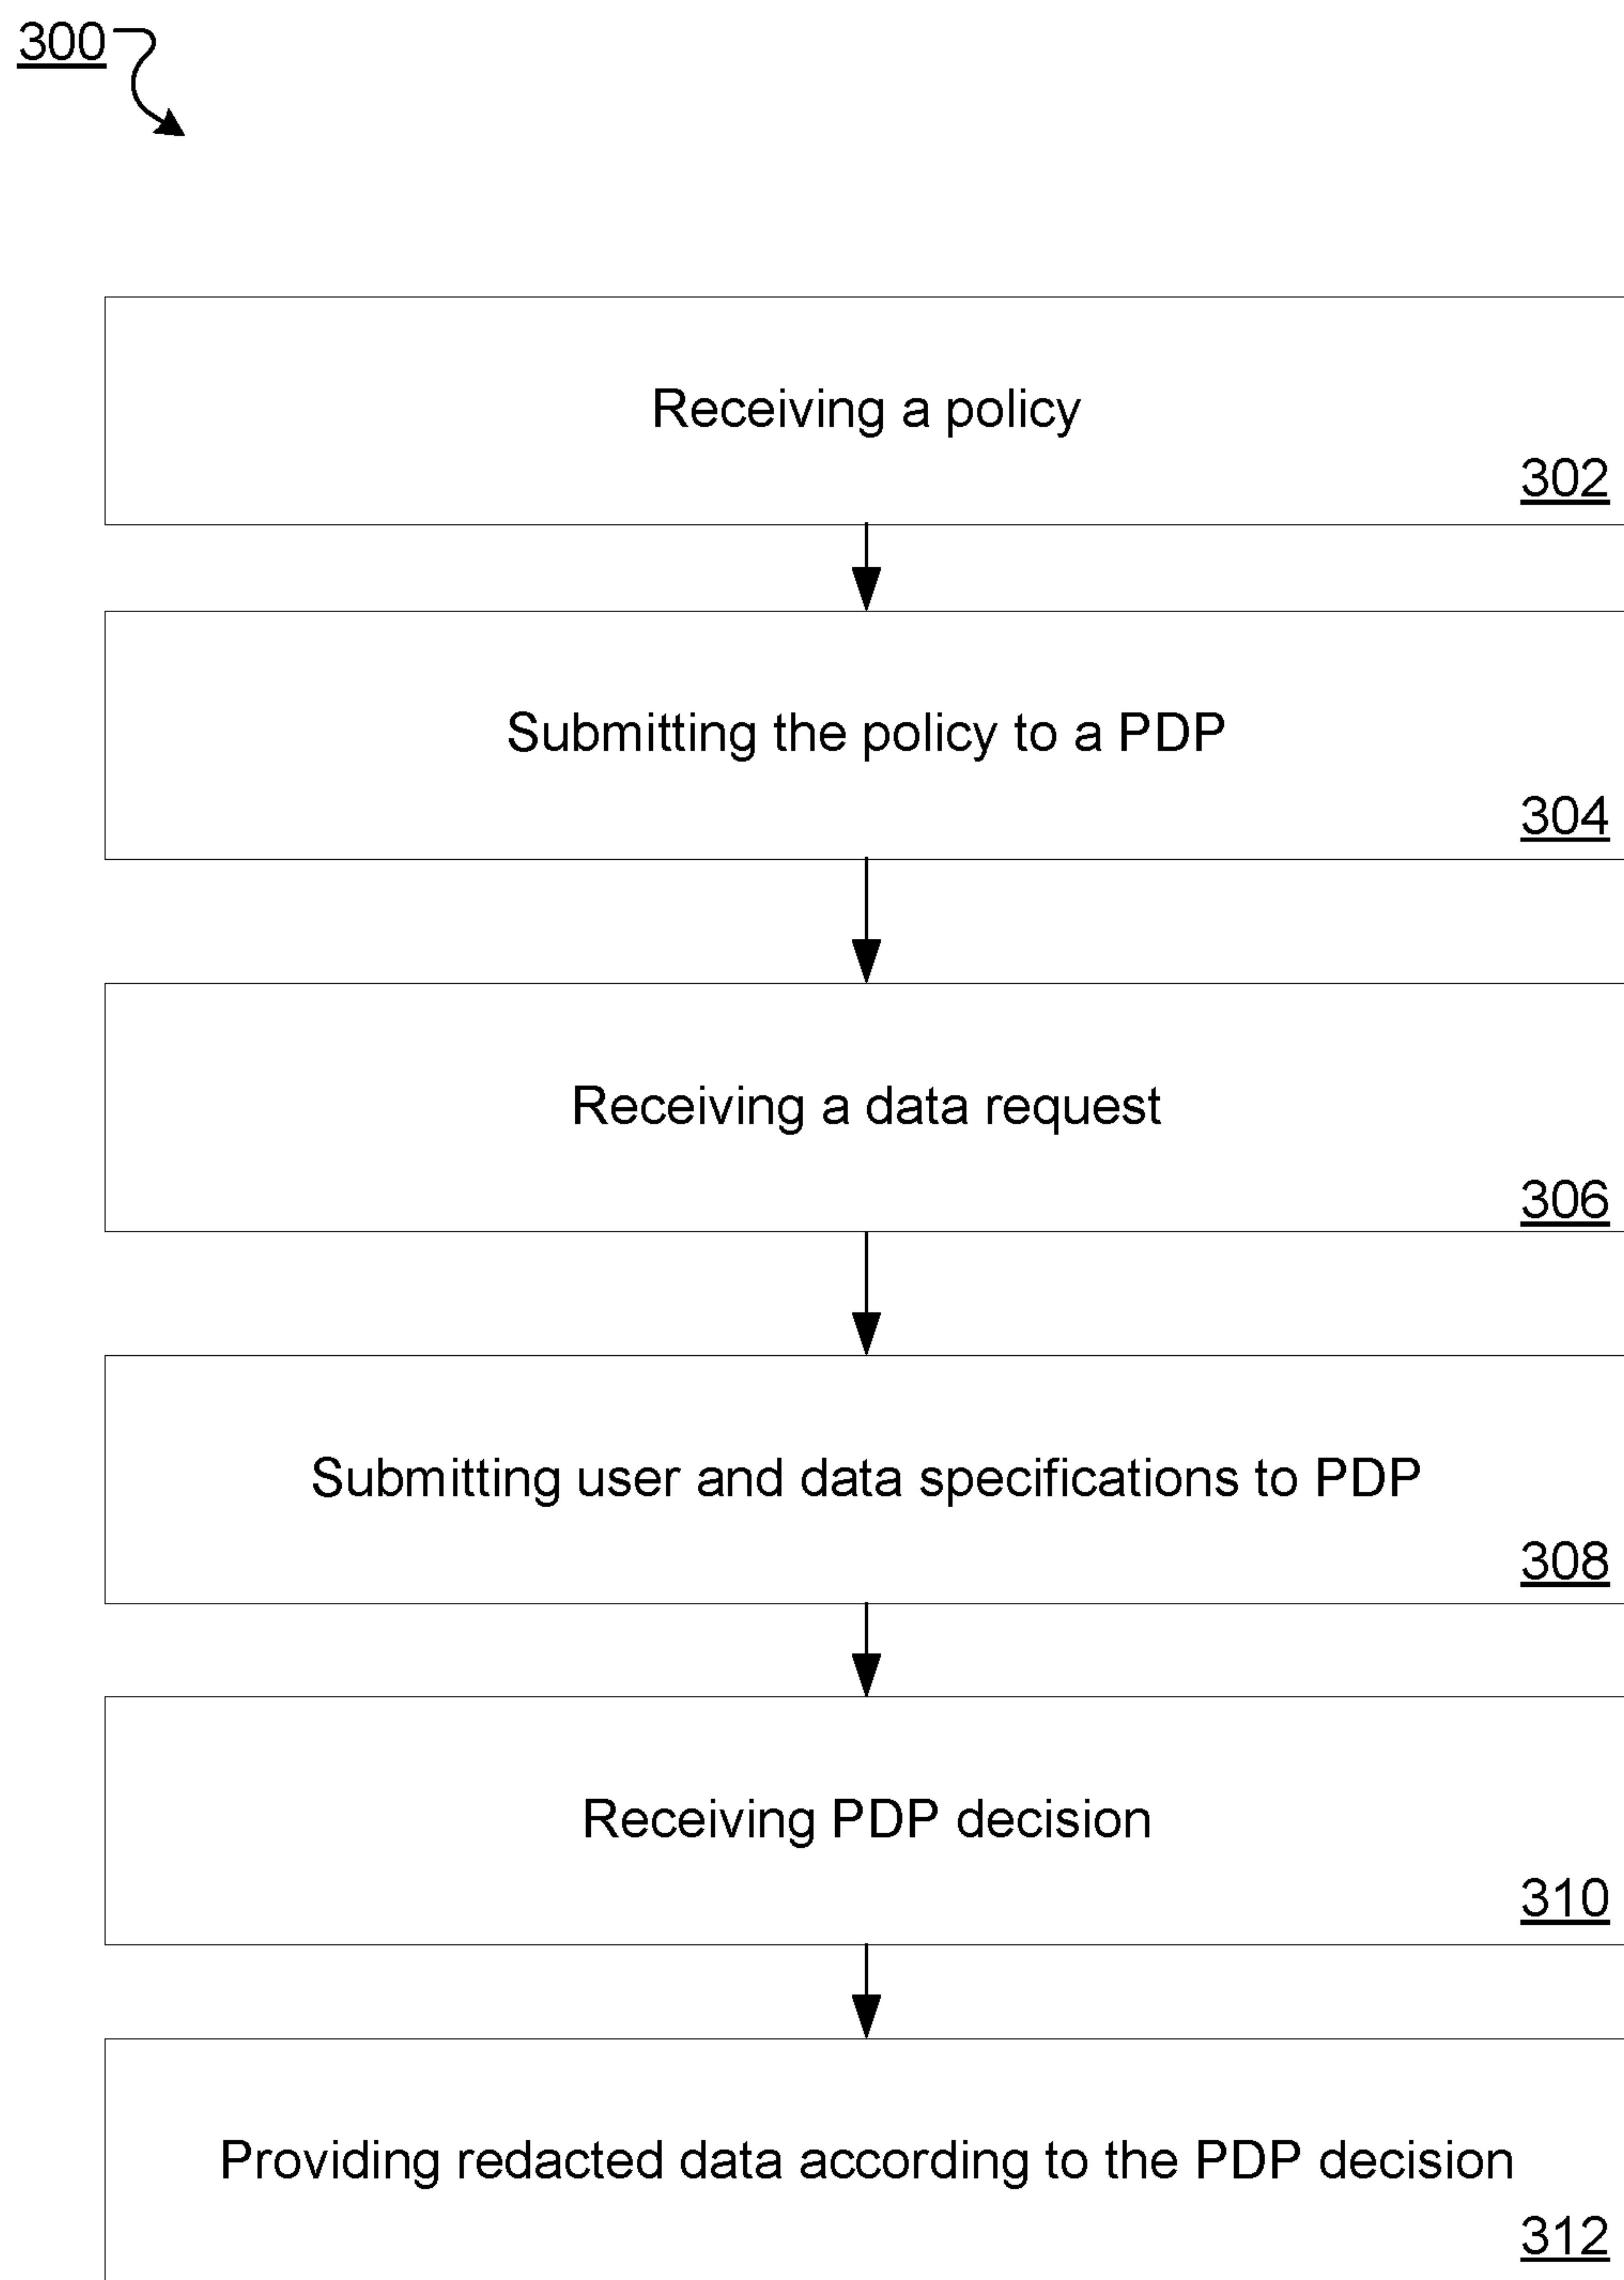 300
Receiving a policy
302
Submitting the policy to a PDP
304
Receiving a data request
306
Submitting user and data specifications to PDP
308
Receiving PDP decision
310
Providing redacted data according to the PDP decision
312